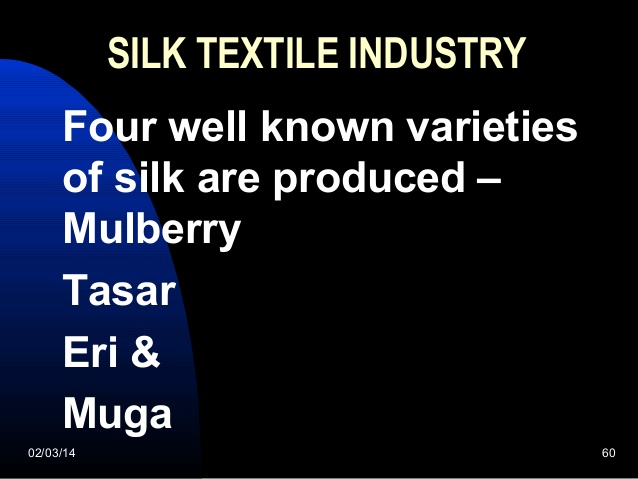 SILK TEXTILE INDUSTRY
Four well known varieties
of silk are produced –
Mulberry
Tasar
Eri &
Muga
02/03/14
60